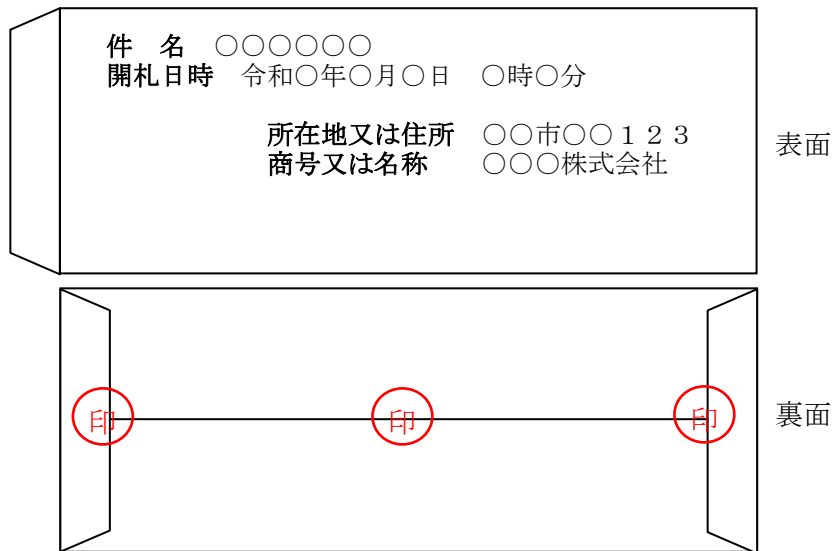 件　名　○○○○○○
開札日時　令和○年○月○日　○時○分
所在地又は住所　○○市○○１２３
商号又は名称　　○○○株式会社
表面
印　印　印
裏面